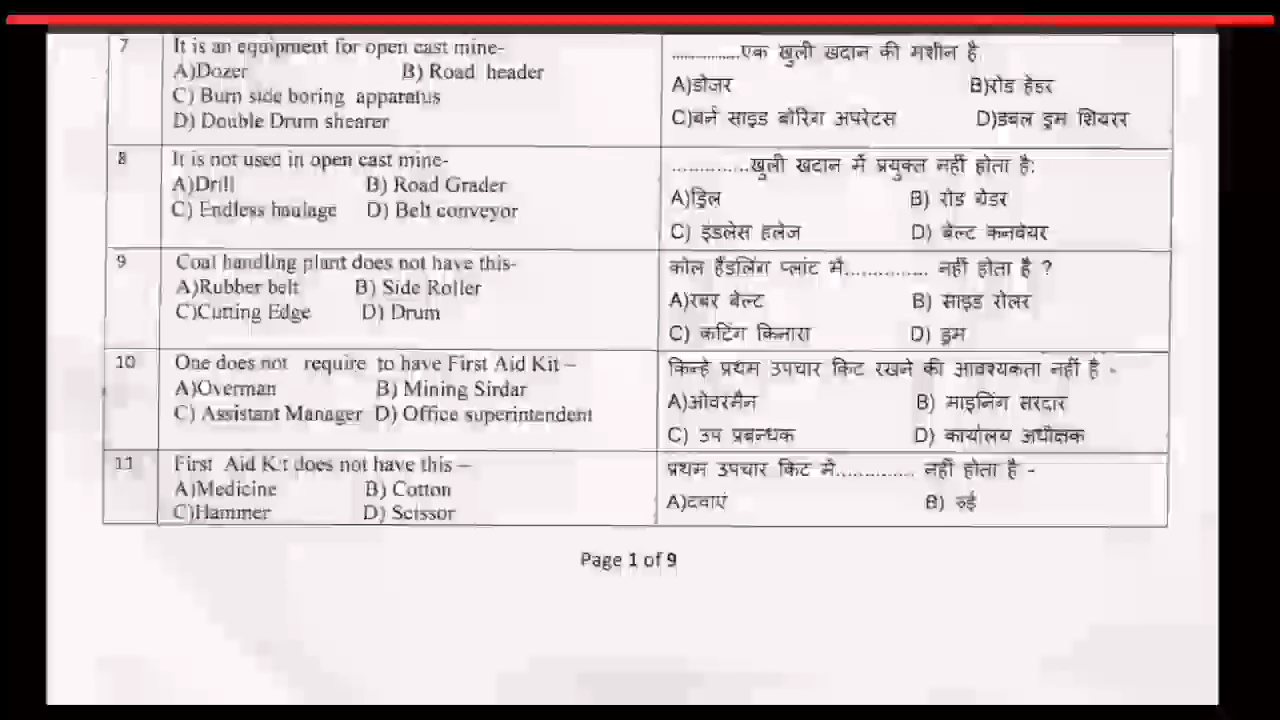 7
It is an equipment for open cast mine-
A)Dozer B) Road header
C) Burn side boring apparatus
D) Double Drum shearer
................एक खुली खदान की मशीन है
A)डोजर B)रोड हेडर
C)बर्न साइड बोरिंग अपरेटस D)डबल ड्रम शियरर
8
It is not used in open cast mine-
A)Drill B) Road Grader
C) Endless haulage D) Belt conveyor
..............खुली खदान में प्रयुक्त नहीं होता है:
A)ड्रिल B) रोड ग्रेडर
C) इंडलेस हलेज D) बेल्ट कनवेयर
9
Coal handling plant does not have this-
A)Rubber belt B) Side Roller
C)Cutting Edge D) Drum
कोल हैंडलिंग प्लांट में............... नहीं होता है ?
A)रबर बेल्ट B) साइड रोलर
C) कटिंग किनारा D) ड्रम
10
One does not require to have First Aid Kit –
A)Overman B) Mining Sirdar
C) Assistant Manager D) Office superintendent
किन्हे प्रथम उपचार किट रखने की आवश्यकता नहीं है -
A)ओवरमैन B) माइनिंग सरदार
C) उप प्रबन्धक D) कार्यालय अधीक्षक
11
First Aid Kit does not have this –
A)Medicine B) Cotton
C)Hammer D) Scissor
प्रथम उपचार किट में............. नहीं होता है -
A)दवाएं B) रुई
Page 1 of 9